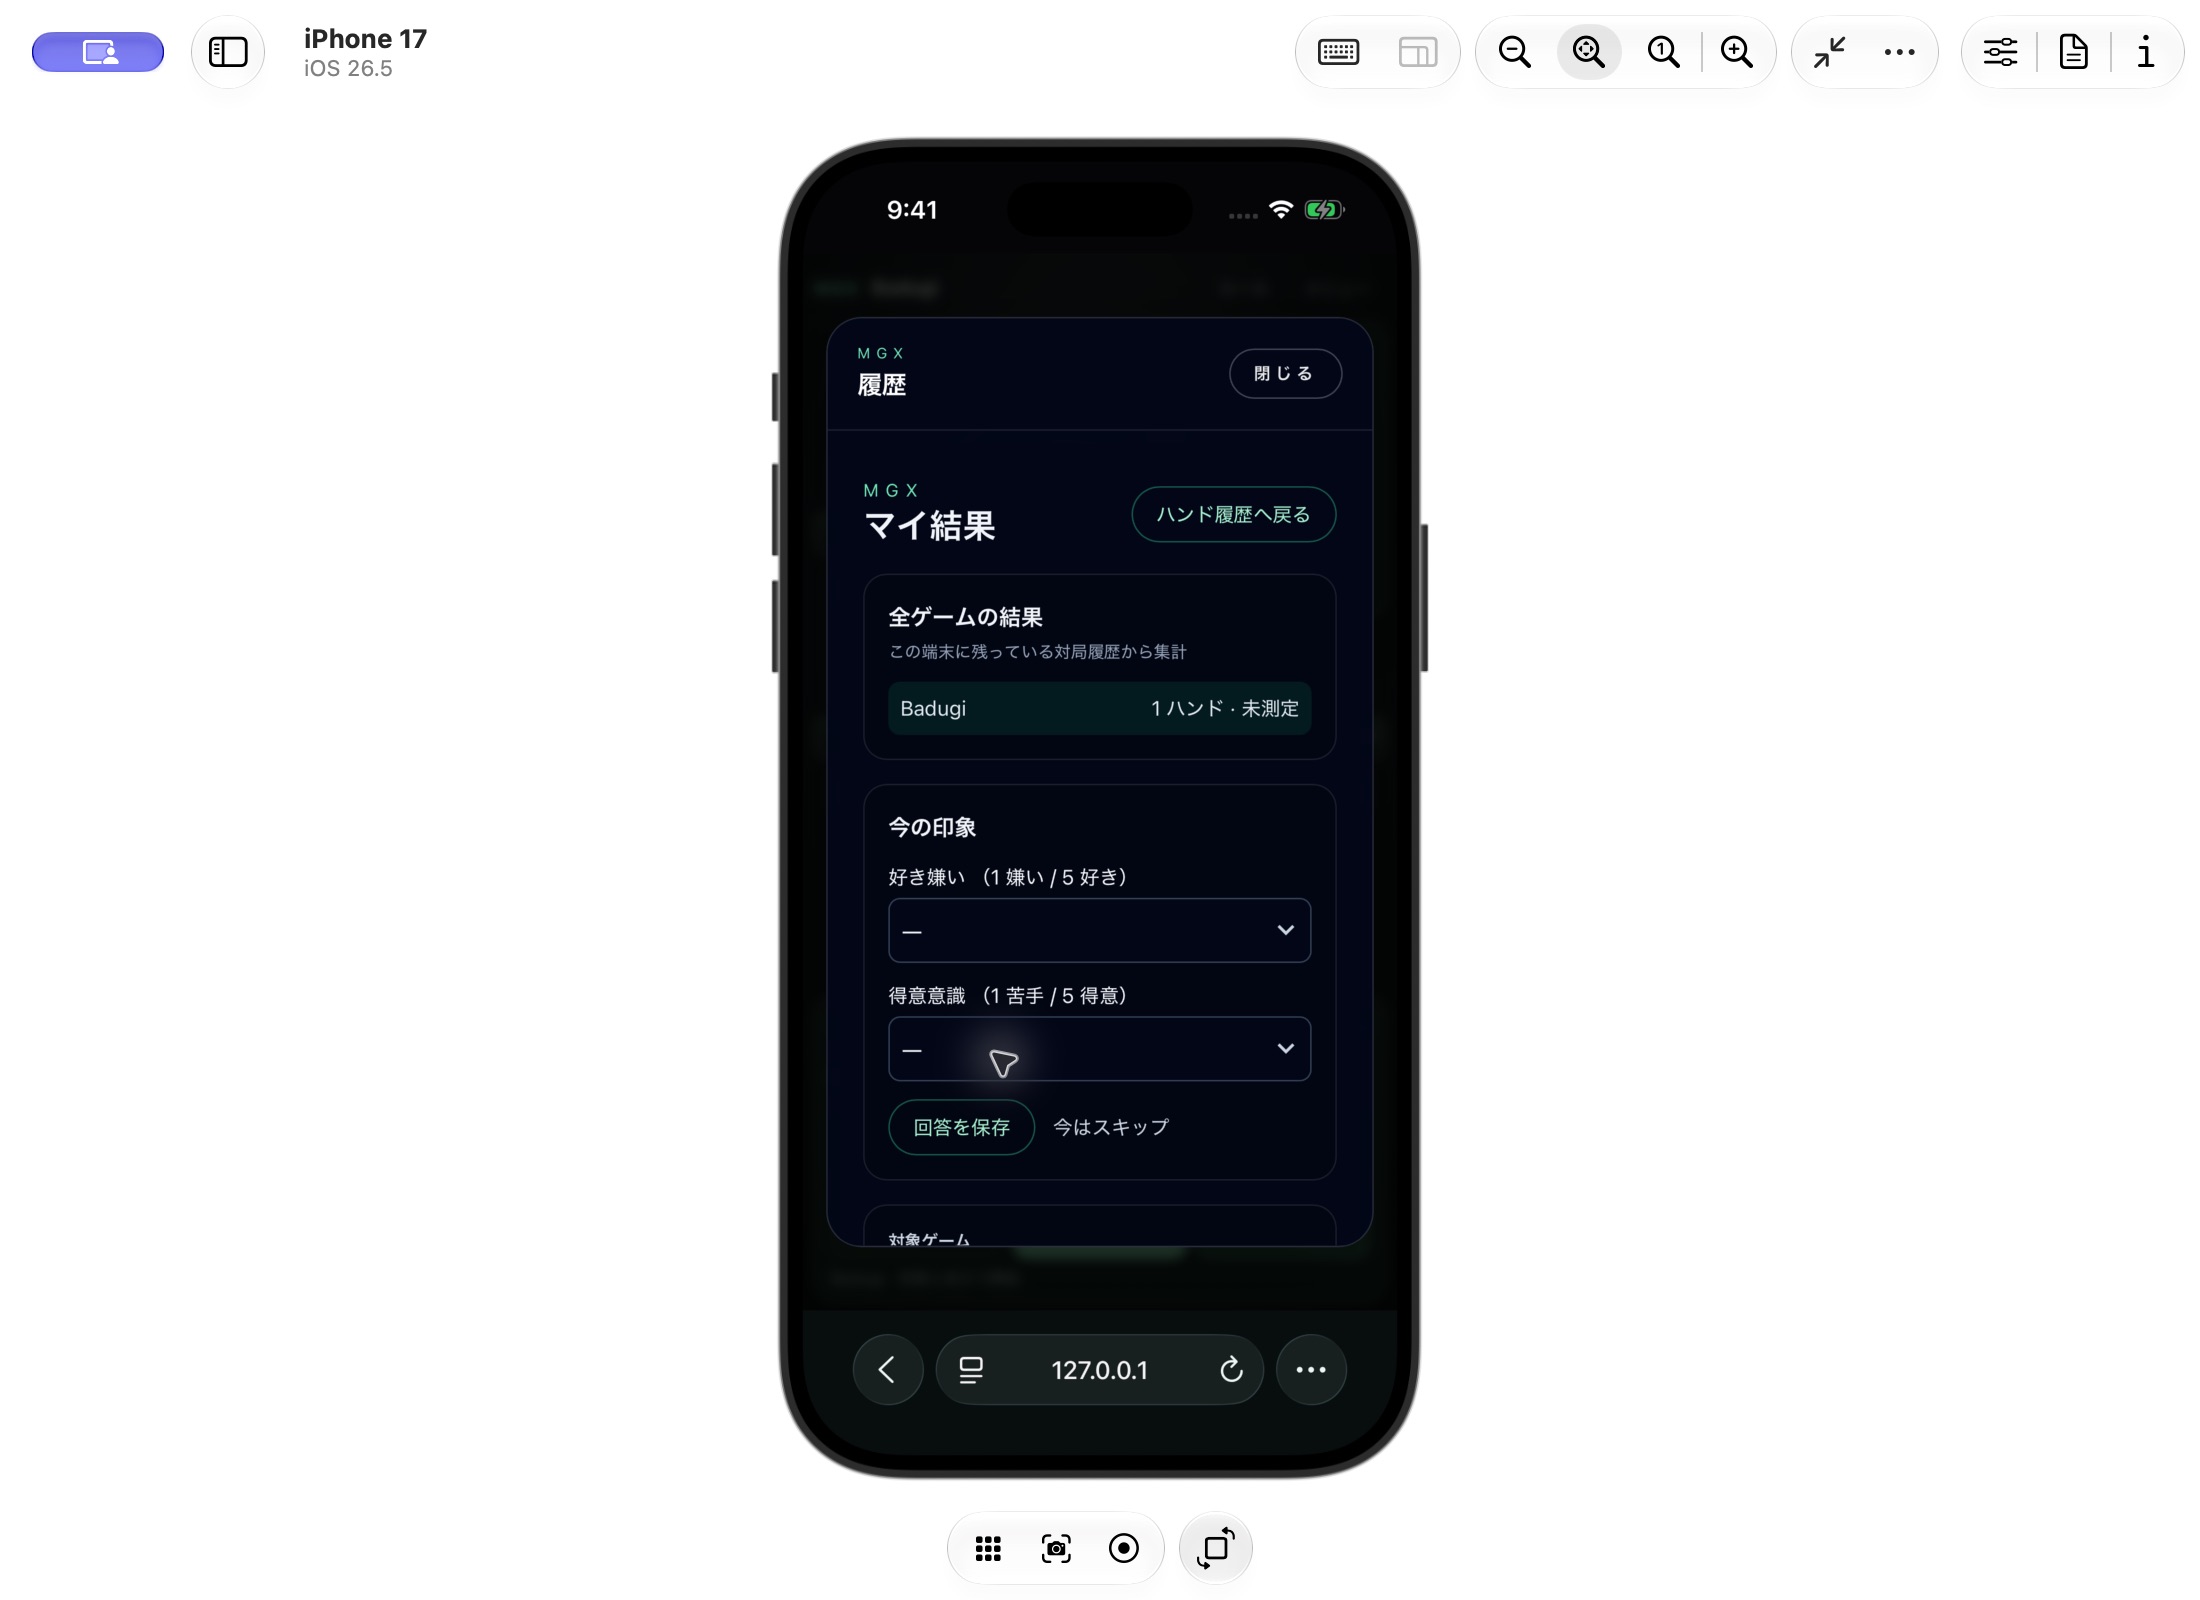 iPhone 17
iOS 26.5
9:41
MGX
履歴
閉じる
MGX
マイ結果
ハンド履歴へ戻る
全ゲームの結果
この端末に残っている対局履歴から集計
Badugi
1 ハンド · 未測定
今の印象
好き嫌い （1 嫌い / 5 好き）
—
得意意識 （1 苦手 / 5 得意）
—
回答を保存
今はスキップ
対象ゲーム
127.0.0.1